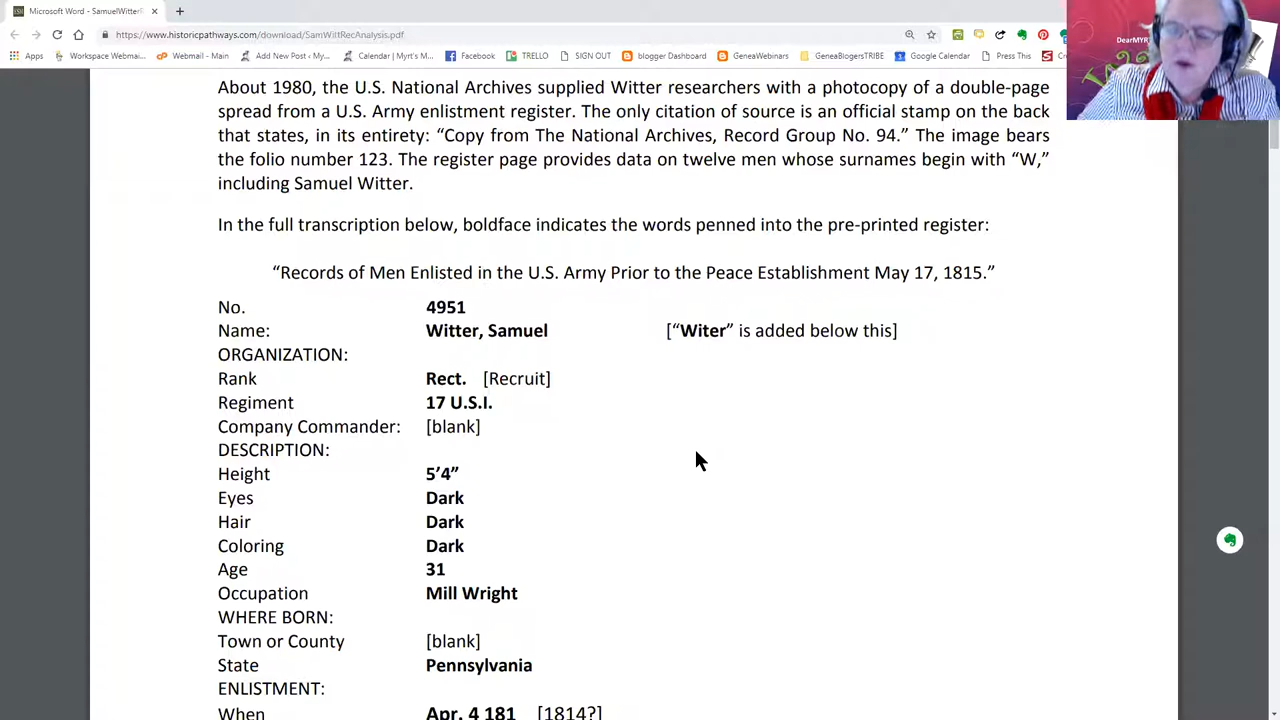 Microsoft Word - SamuelWitterR
https://www.historicpathways.com/download/SamWittRecAnalysis.pdf
Apps Workspace Webmai... Webmail - Main Add New Post ‹ My... Calendar | Myrt's M... Facebook TRELLO SIGN OUT blogger Dashboard GeneaWebinars GeneaBlogersTRIBE Google Calendar Press This
DearMYR
About 1980, the U.S. National Archives supplied Witter researchers with a photocopy of a double-page
spread from a U.S. Army enlistment register. The only citation of source is an official stamp on the back
that states, in its entirety: “Copy from The National Archives, Record Group No. 94.” The image bears
the folio number 123. The register page provides data on twelve men whose surnames begin with “W,”
including Samuel Witter.
In the full transcription below, boldface indicates the words penned into the pre-printed register:
“Records of Men Enlisted in the U.S. Army Prior to the Peace Establishment May 17, 1815.”
No. 4951
Name: Witter, Samuel [“Witer” is added below this]
ORGANIZATION:
Rank Rect. [Recruit]
Regiment 17 U.S.I.
Company Commander: [blank]
DESCRIPTION:
Height 5’4”
Eyes Dark
Hair Dark
Coloring Dark
Age 31
Occupation Mill Wright
WHERE BORN:
Town or County [blank]
State Pennsylvania
ENLISTMENT:
When Apr. 4 181 [1814?]